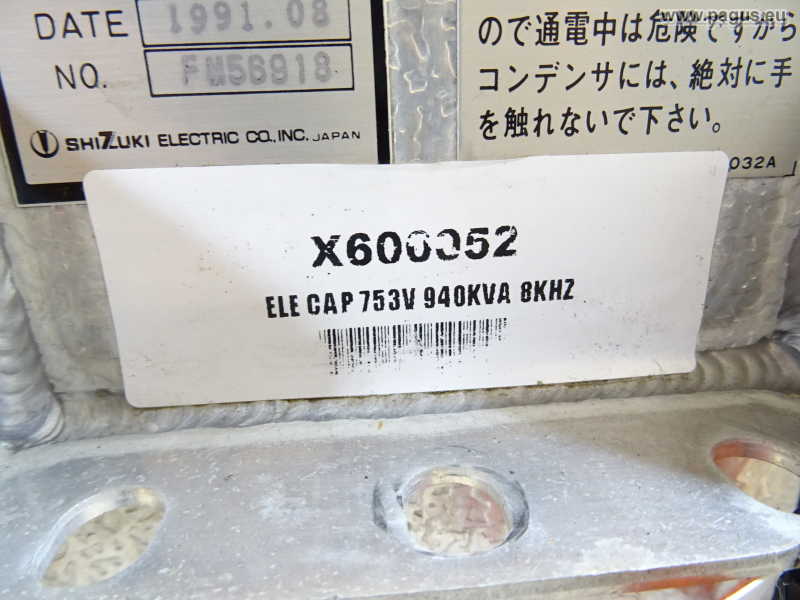 DATE 1991.08
NO. FM56918
SHIZUKI ELECTRIC CO., INC. JAPAN
www.pagus.eu
ので通電中は危険ですから
コンデンサには、絶対に手
を触れないで下さい。
032A
X600052
ELE CAP 753V 940KVA 8KHZ